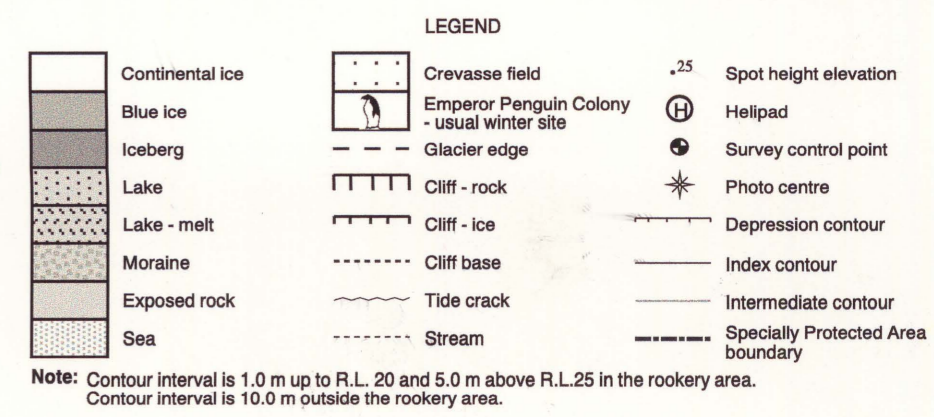 LEGEND
Continental ice
Blue ice
Iceberg
Lake
Lake - melt
Moraine
Exposed rock
Sea
Crevasse field
Emperor Penguin Colony
- usual winter site
Glacier edge
Cliff - rock
Cliff - ice
Cliff base
Tide crack
Stream
.25 Spot height elevation
H Helipad
Survey control point
Photo centre
Depression contour
Index contour
Intermediate contour
Specially Protected Area
boundary
Note: Contour interval is 1.0 m up to R.L. 20 and 5.0 m above R.L.25 in the rookery area.
Contour interval is 10.0 m outside the rookery area.